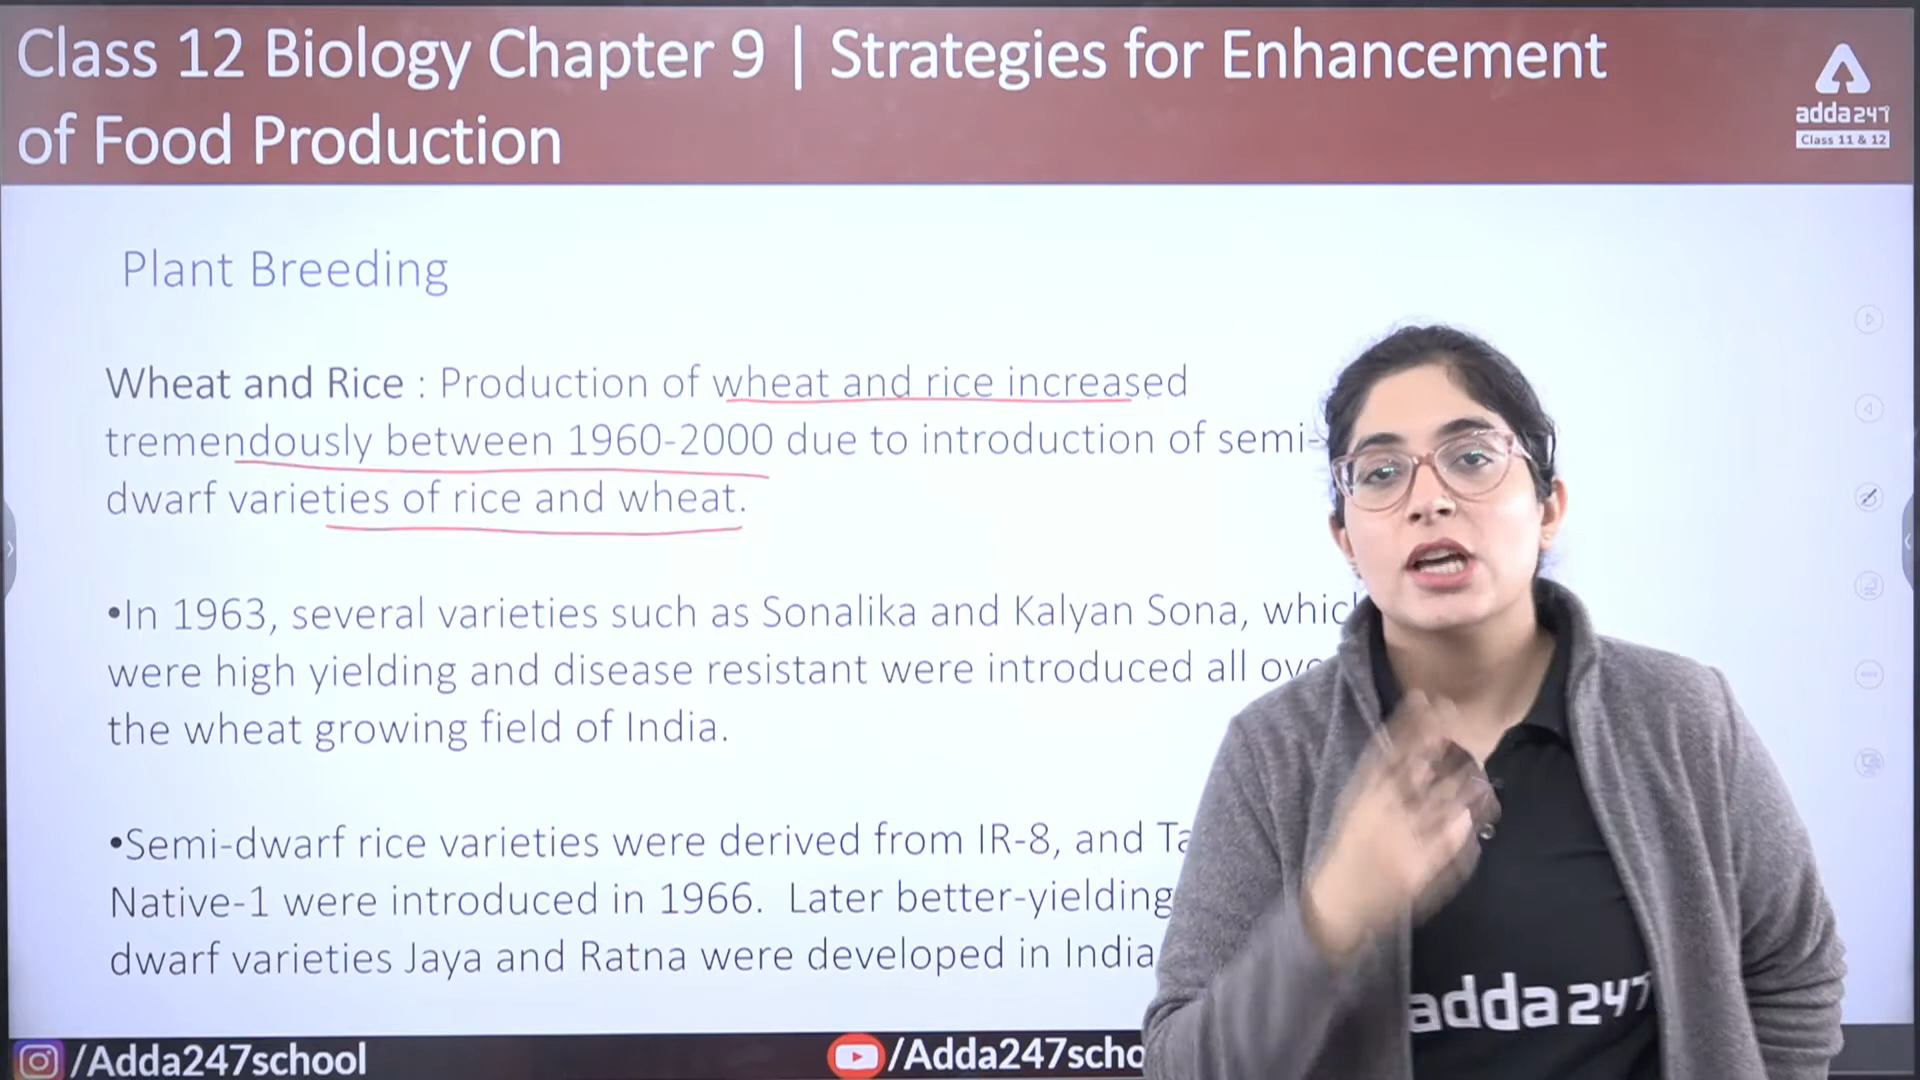 Class 12 Biology Chapter 9 | Strategies for Enhancement
of Food Production
adda247
Class 11 & 12
Plant Breeding
Wheat and Rice : Production of wheat and rice increased
tremendously between 1960-2000 due to introduction of semi-
dwarf varieties of rice and wheat.
•In 1963, several varieties such as Sonalika and Kalyan Sona,
were high yielding and disease resistant were introduced all
the wheat growing field of India.
•Semi-dwarf rice varieties were derived from IR-8, and
Native-1 were introduced in 1966. Later better-yielding
dwarf varieties Jaya and Ratna were developed in India
adda247
/Adda247school